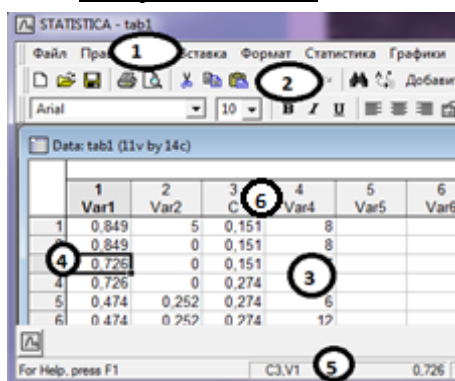 STATISTICA - tab1
Файл 1 Вставка Формат Статистика Графики
2 Добави
Arial 10 B I U
Data: tab1 (11v by 14c)
1 2 3 6 4 5 6
Var1 Var2 C Var4 Var5 Var6
1 0,849 5 0,151 8
0,849 0 0,151 8
4 0,726 0 0,151 3
4 0,726 0 0,274
5 0,474 0,252 0,274 6
6 0,474 0,252 0,274 12
For Help, press F1 C3,V1 5 0,726